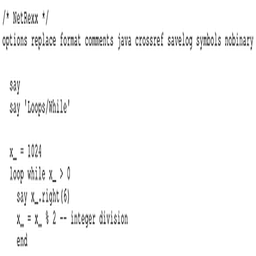 /* NetRexx */
options replace format comments java crossref savelog symbols nobinary
say
say 'Loops/While'
x_ = 1024
loop while x_ > 0
say x_.right(6)
x_ = x_ % 2 -- integer division
end